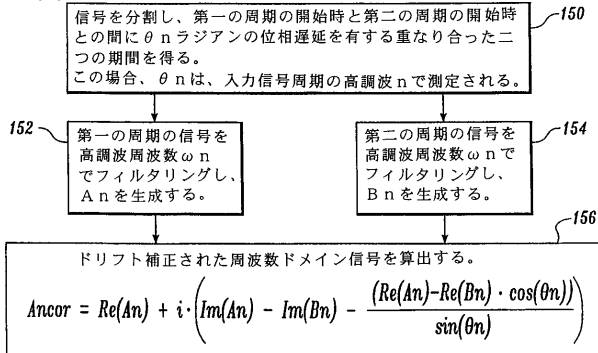 信号を分割し、第一の周期の開始時と第二の周期の開始時
との間にθnラジアンの位相遅延を有する重なり合った二
つの期間を得る。
この場合、θnは、入力信号周期の高調波nで測定される。
150
152
第一の周期の信号を
高調波周波数ωn
でフィルタリングし、
Anを生成する。
第二の周期の信号を
高調波周波数ωnで
フィルタリングし、
Bnを生成する。
154
156
ドリフト補正された周波数ドメイン信号を算出する。
Ancor = Re(An) + i·(Im(An) − Im(Bn) − (Re(An)−Re(Bn)·cos(θn)) / sin(θn))